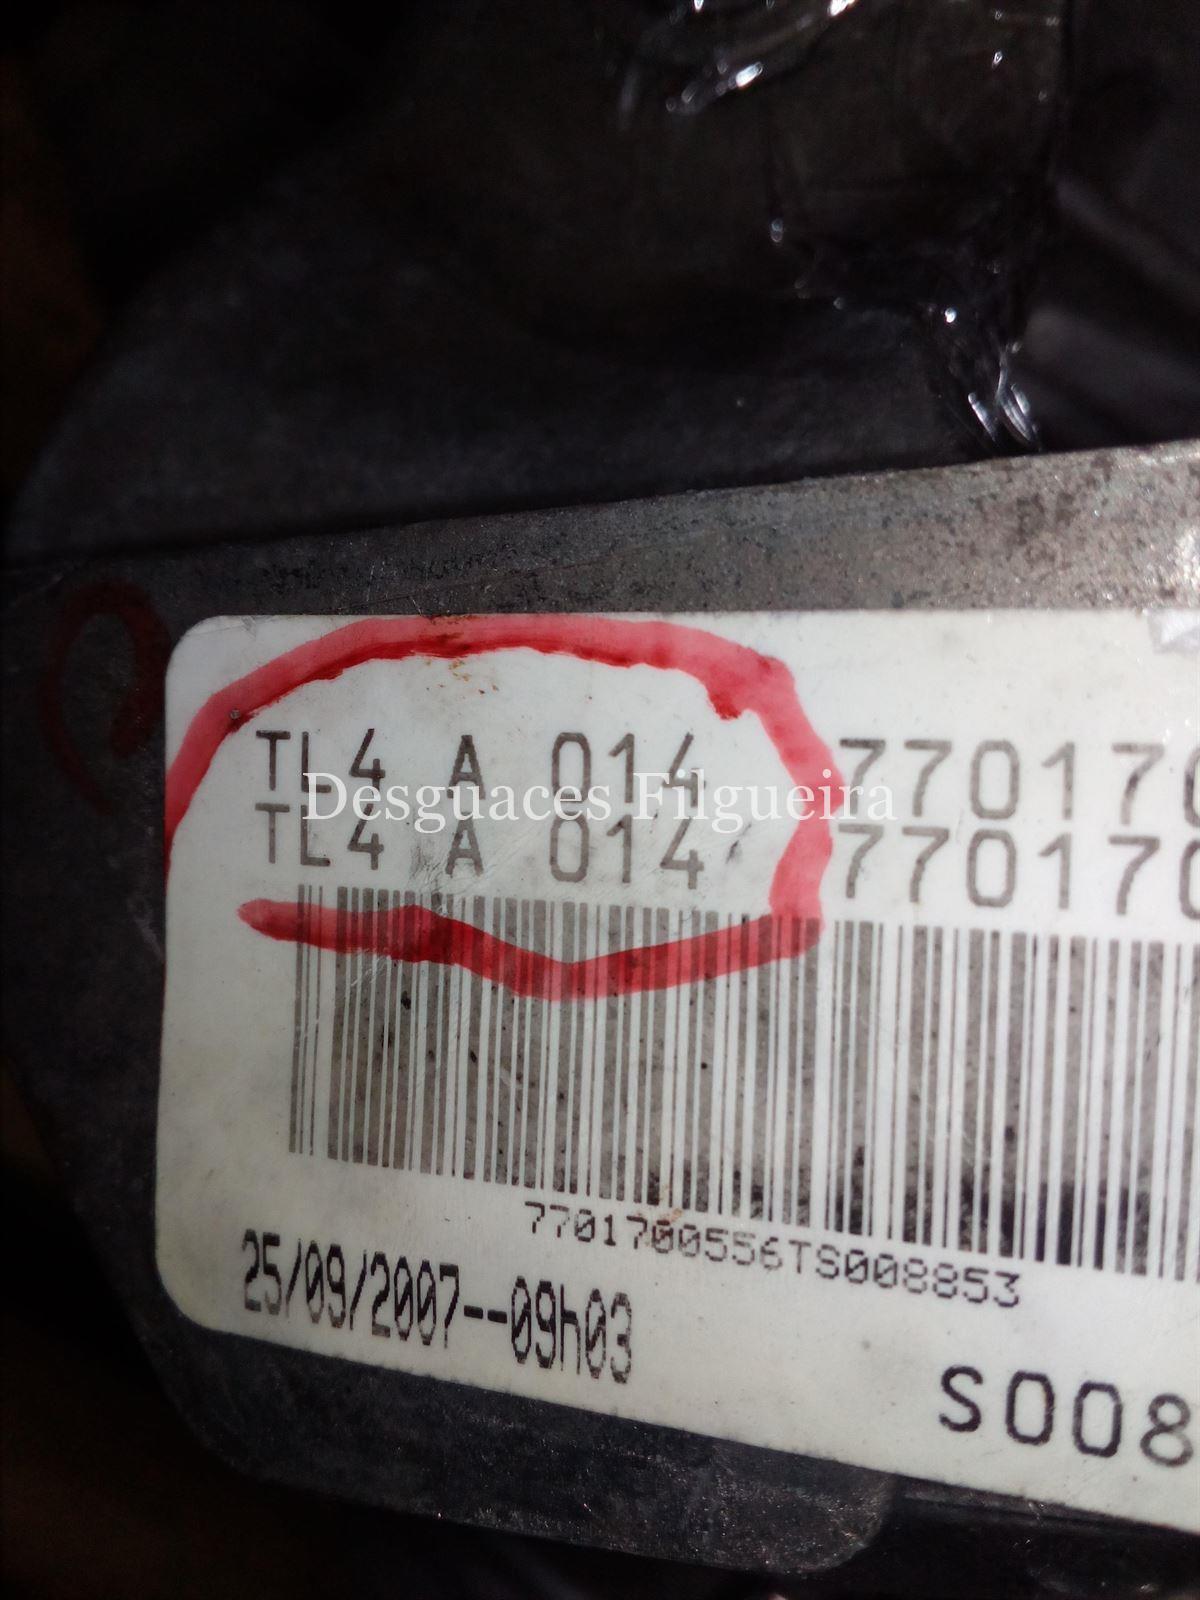 TL4 A 014 770170
Desguaces Filgueira
TL4 A 014 770170
7701700556TS008853
25/09/2007--09h03
S008